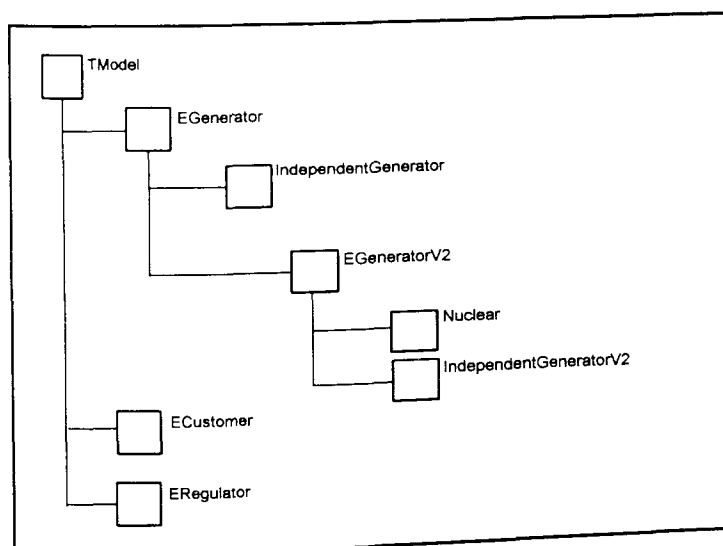 TModel
EGenerator
IndependentGenerator
EGeneratorV2
Nuclear
IndependentGeneratorV2
ECustomer
ERegulator